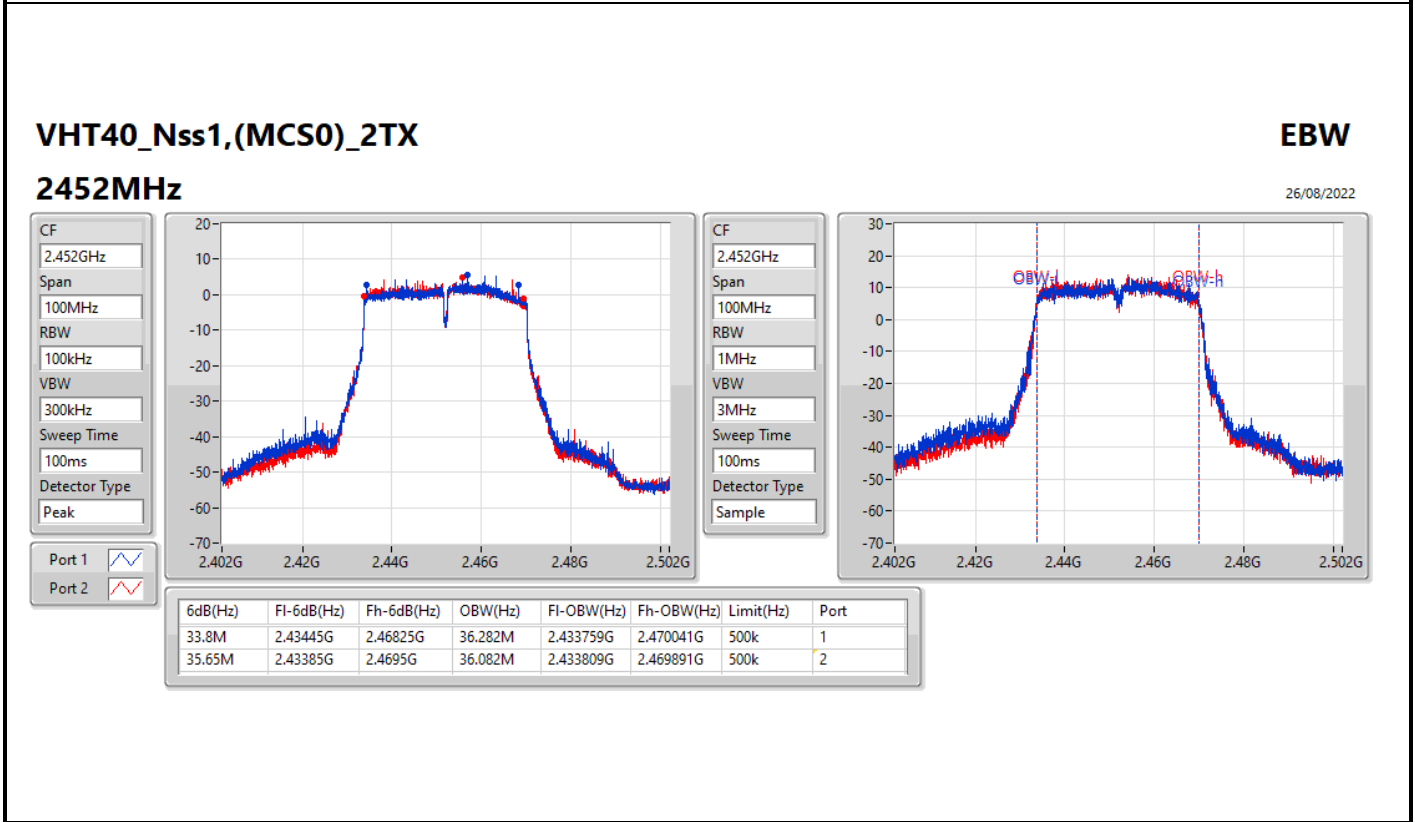 VHT40_Nss1,(MCS0)_2TX
EBW
2452MHz
26/08/2022
CF
2.452GHz
Span
100MHz
RBW
100kHz
VBW
300kHz
Sweep Time
100ms
Detector Type
Peak
Port 1
Port 2
20
10
0
-10
-20
-30
-40
-50
-60
-70
2.402G 2.42G 2.44G 2.46G 2.48G 2.502G
CF
2.452GHz
Span
100MHz
RBW
1MHz
VBW
3MHz
Sweep Time
100ms
Detector Type
Sample
30
20
10
0
-10
-20
-30
-40
-50
-60
-70
OBW-l OBW-h
OBW-l OBW-h
2.402G 2.42G 2.44G 2.46G 2.48G 2.502G
6dB(Hz) Fl-6dB(Hz) Fh-6dB(Hz) OBW(Hz) Fl-OBW(Hz) Fh-OBW(Hz) Limit(Hz) Port
33.8M 2.43445G 2.46825G 36.282M 2.433759G 2.470041G 500k 1
35.65M 2.43385G 2.4695G 36.082M 2.433809G 2.469891G 500k 2